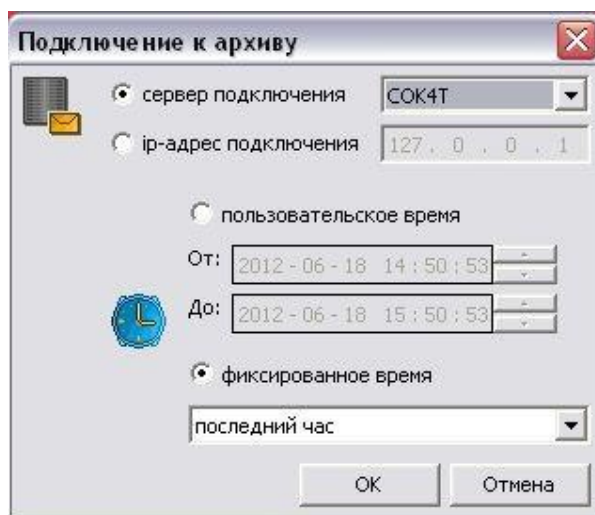 Подключение к архиву
сервер подключения COK4T
ip-адрес подключения 127 . 0 . 0 . 1
пользовательское время
От: 2012 - 06 - 18 14 : 50 : 53
До: 2012 - 06 - 18 15 : 50 : 53
фиксированное время
последний час
OK Отмена